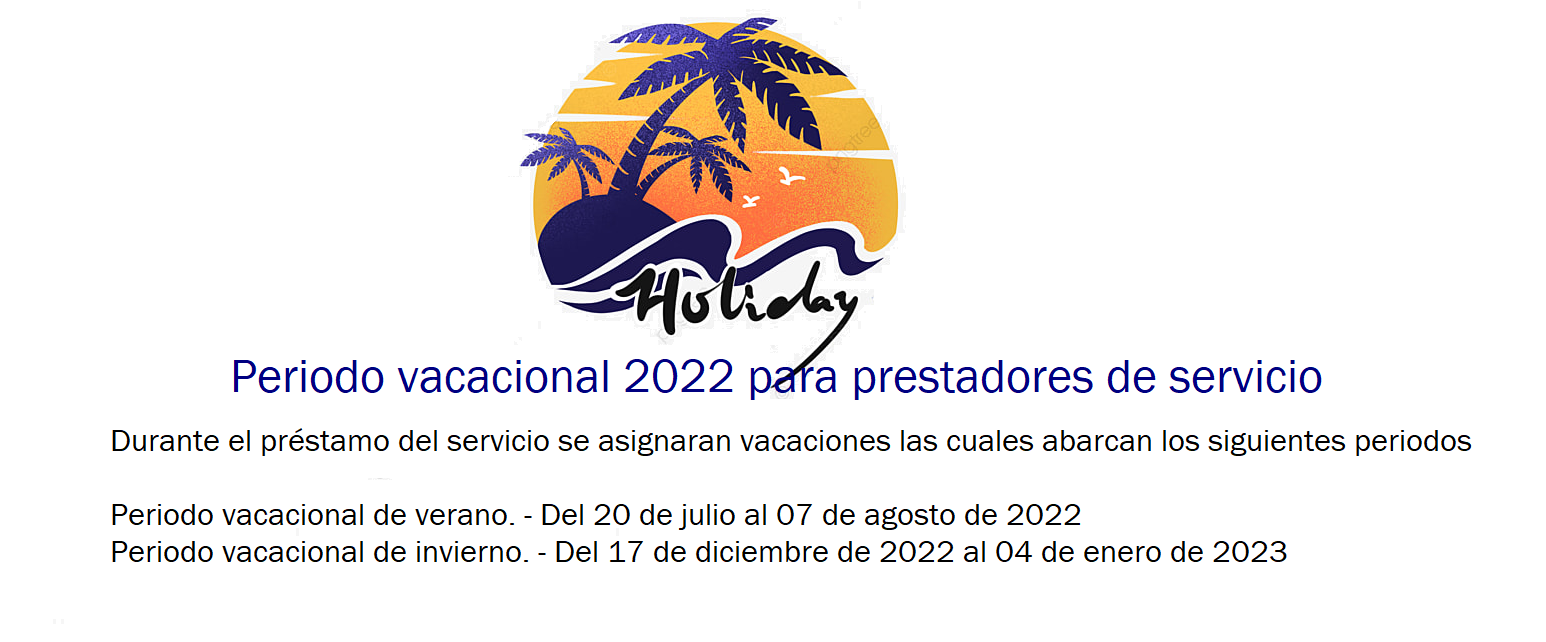 Holiday
Periodo vacacional 2022 para prestadores de servicio
Durante el préstamo del servicio se asignaran vacaciones las cuales abarcan los siguientes periodos
Periodo vacacional de verano. - Del 20 de julio al 07 de agosto de 2022
Periodo vacacional de invierno. - Del 17 de diciembre de 2022 al 04 de enero de 2023